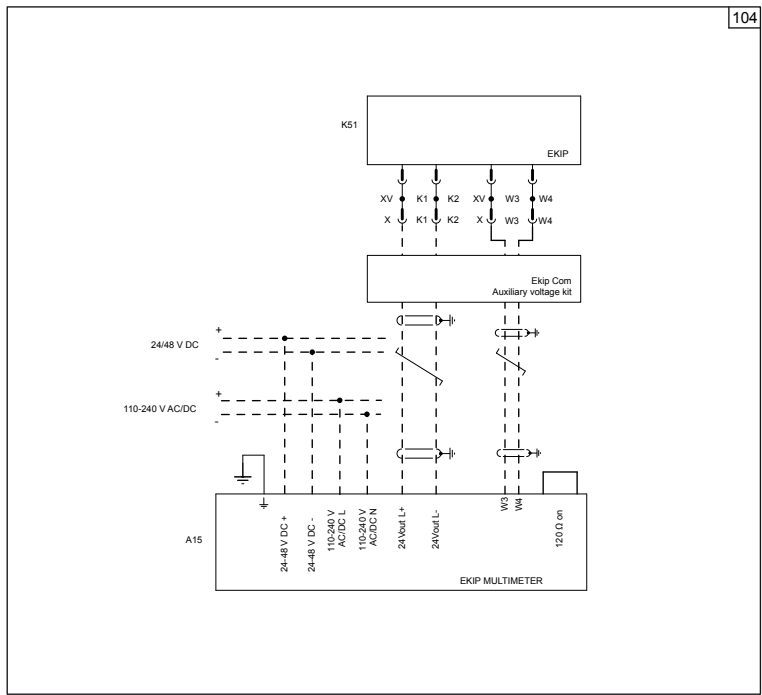 104
K51
EKIP
XV K1 K2 XV W3 W4
X K1 K2 X W3 W4
Ekip Com
Auxiliary voltage kit
+
24/48 V DC
-
+
110-240 V AC/DC
-
A15
24-48 V DC +
24-48 V DC -
110-240 V
AC/DC L
110-240 V
AC/DC N
24Vout L+
24Vout L-
W3
W4
120 Ω on
EKIP MULTIMETER